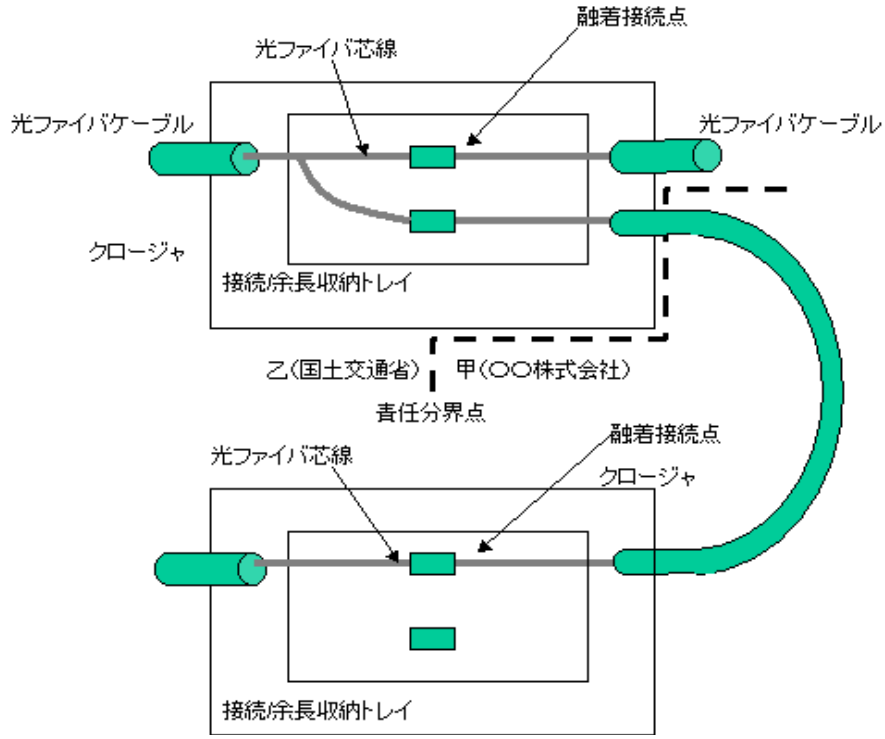 融着接続点
光ファイバ芯線
光ファイバケーブル
光ファイバケーブル
クロージャ
接続/余長収納トレイ
乙(国土交通省)
甲(〇〇株式会社)
責任分界点
融着接続点
光ファイバ芯線
クロージャ
接続/余長収納トレイ